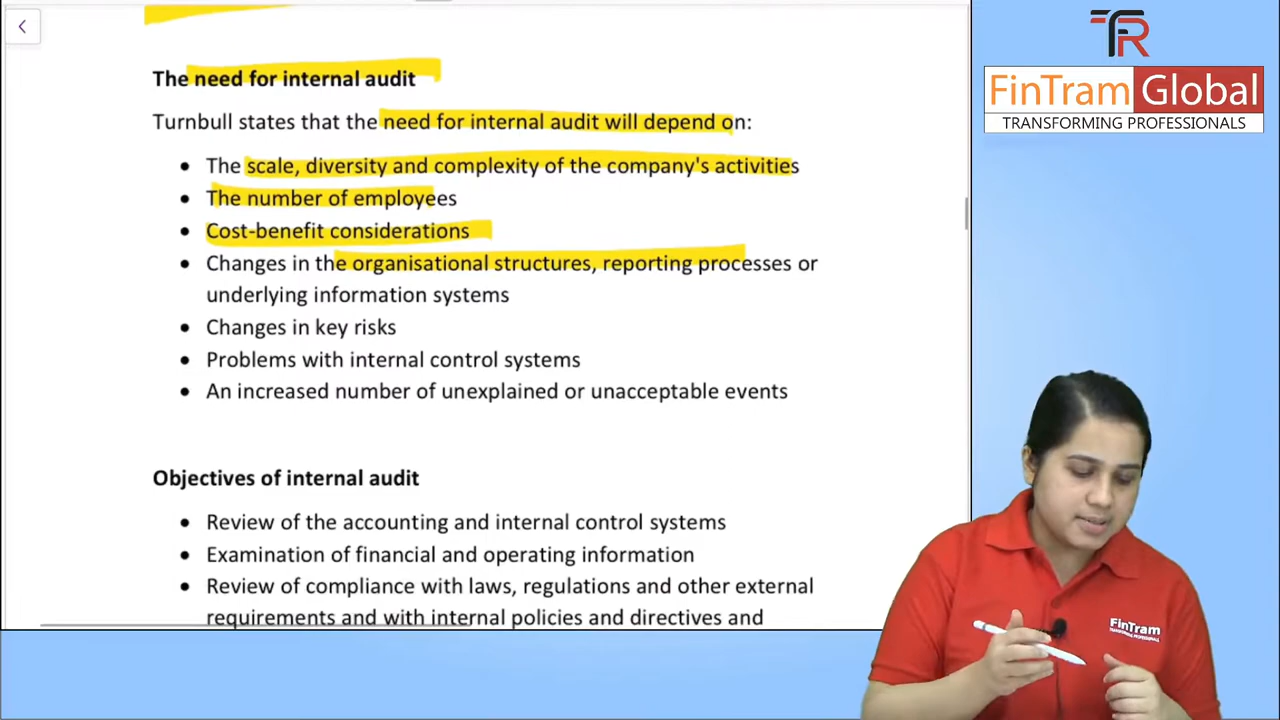 The need for internal audit
Turnbull states that the need for internal audit will depend on:
• The scale, diversity and complexity of the company's activities
• The number of employees
• Cost-benefit considerations
• Changes in the organisational structures, reporting processes or
underlying information systems
• Changes in key risks
• Problems with internal control systems
• An increased number of unexplained or unacceptable events
Objectives of internal audit
• Review of the accounting and internal control systems
• Examination of financial and operating information
• Review of compliance with laws, regulations and other external
requirements and with internal policies and directives and
FinTram Global
TRANSFORMING PROFESSIONALS
FinTram
TRANSFORMING PROFESSIONALS